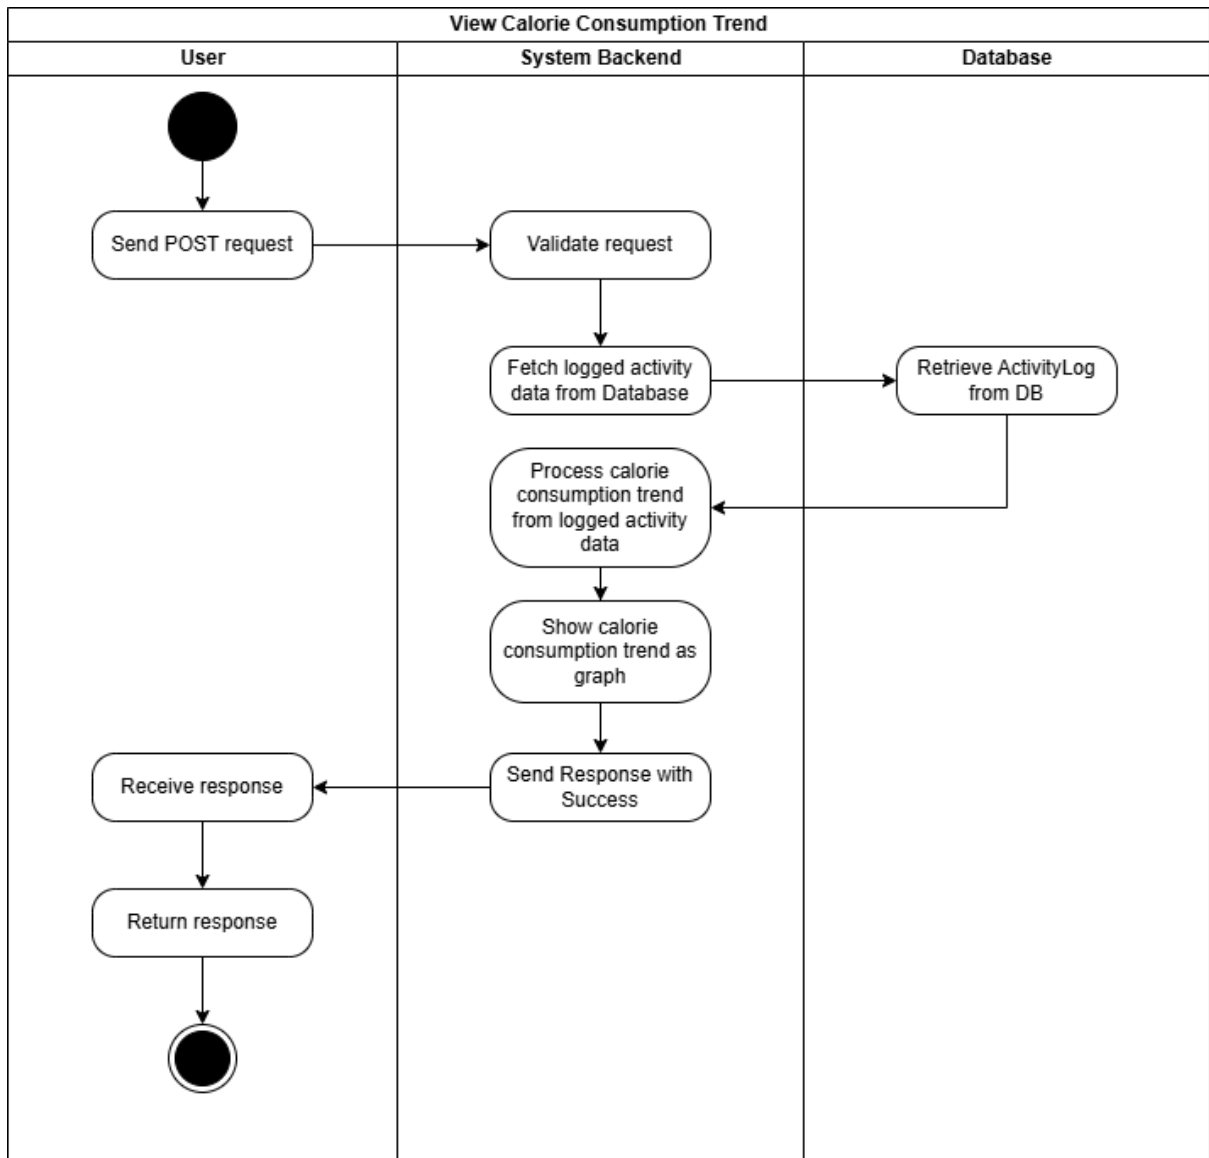 View Calorie Consumption Trend
User
System Backend
Database
Send POST request
Validate request
Fetch logged activity
data from Database
Retrieve ActivityLog
from DB
Process calorie
consumption trend
from logged activity
data
Show calorie
consumption trend as
graph
Send Response with
Success
Receive response
Return response